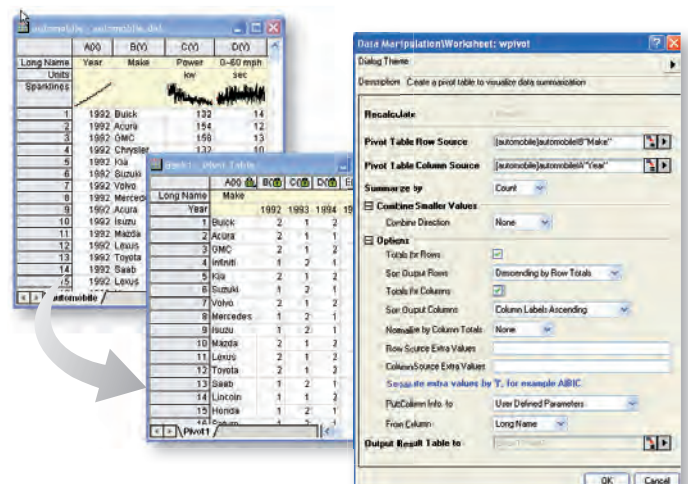 automobile - automobile.dat
A(X) B(Y) C(Y) D(Y)
Long Name Year Make Power 0~60 mph
Units kw sec
Sparklines
1 1992 Buick 132 14
2 1992 Acura 154 12
3 1992 GMC 158 13
4 1992 Chrysler 132 10
5 1992 Kia
6 1992 Suzuki
7 1992 Volvo
8 1992 Merced
9 1992 Acura
10 1992 Isuzu
11 1992 Mazda
12 1992 Lexus
13 1992 Toyota
14 1992 Saab
15 1992 Lexus
automobile
Pivot Table
A(X) B(Y) C(Y) D(Y) E(
Long Name Make
Year 1992 1993 1994 19
1 Buick 2 1 2
2 Acura 2 1 1
3 GMC 2 1 2
4 Infiniti 1 2 1
5 Kia 2 1 2
6 Suzuki 1 2 1
7 Volvo 2 1 2
8 Mercedes 1 2 1
9 Isuzu 1 2 1
10 Mazda 2 1 2
11 Lexus 2 1 2
12 Toyota 2 1 2
13 Saab 1 2 1
14 Lincoln 1 2 1
15 Honda 1 2 1
16
Pivot1
Data Manipulation\Worksheet: wpivot
Dialog Theme
Description Create a pivot table to visualize data summarization
Recalculate
Pivot Table Row Source [automobile]automobile!B"Make"
Pivot Table Column Source [automobile]automobile!A"Year"
Summarize by Count
Combine Smaller Values
Combine Direction None
Options
Totals for Rows
Sort Output Rows Descending by Row Totals
Totals for Columns
Sort Output Columns Column Labels Ascending
Normalize by Column Totals None
Row Source Extra Values
Column Source Extra Values
Separate extra values by '|', for example A|B|C
Put Column Info. to User Defined Parameters
From Column Long Name
Output Result Table to
OK Cancel